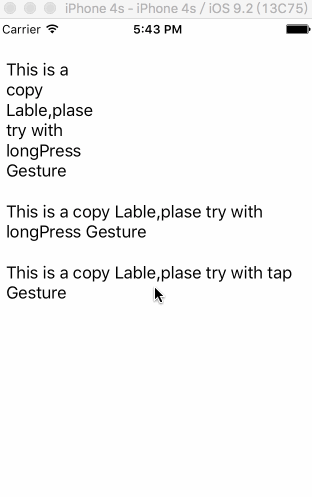 iPhone 4s - iPhone 4s / iOS 9.2 (13C75)
Carrier 5:43 PM
This is a
copy
Lable,plase
try with
longPress
Gesture
This is a copy Lable,plase try with
longPress Gesture
This is a copy Lable,plase try with tap
Gesture